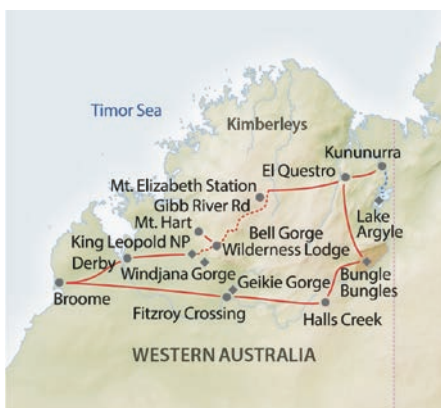 Timor Sea
Kimberleys
Kununurra
El Questro
Mt. Elizabeth Station
Gibb River Rd
Mt. Hart
Lake
Argyle
King Leopold NP
Bell Gorge
Wilderness Lodge
Derby
Windjana Gorge
Geikie Gorge
Bungle
Bungles
Broome
Fitzroy Crossing
Halls Creek
WESTERN AUSTRALIA